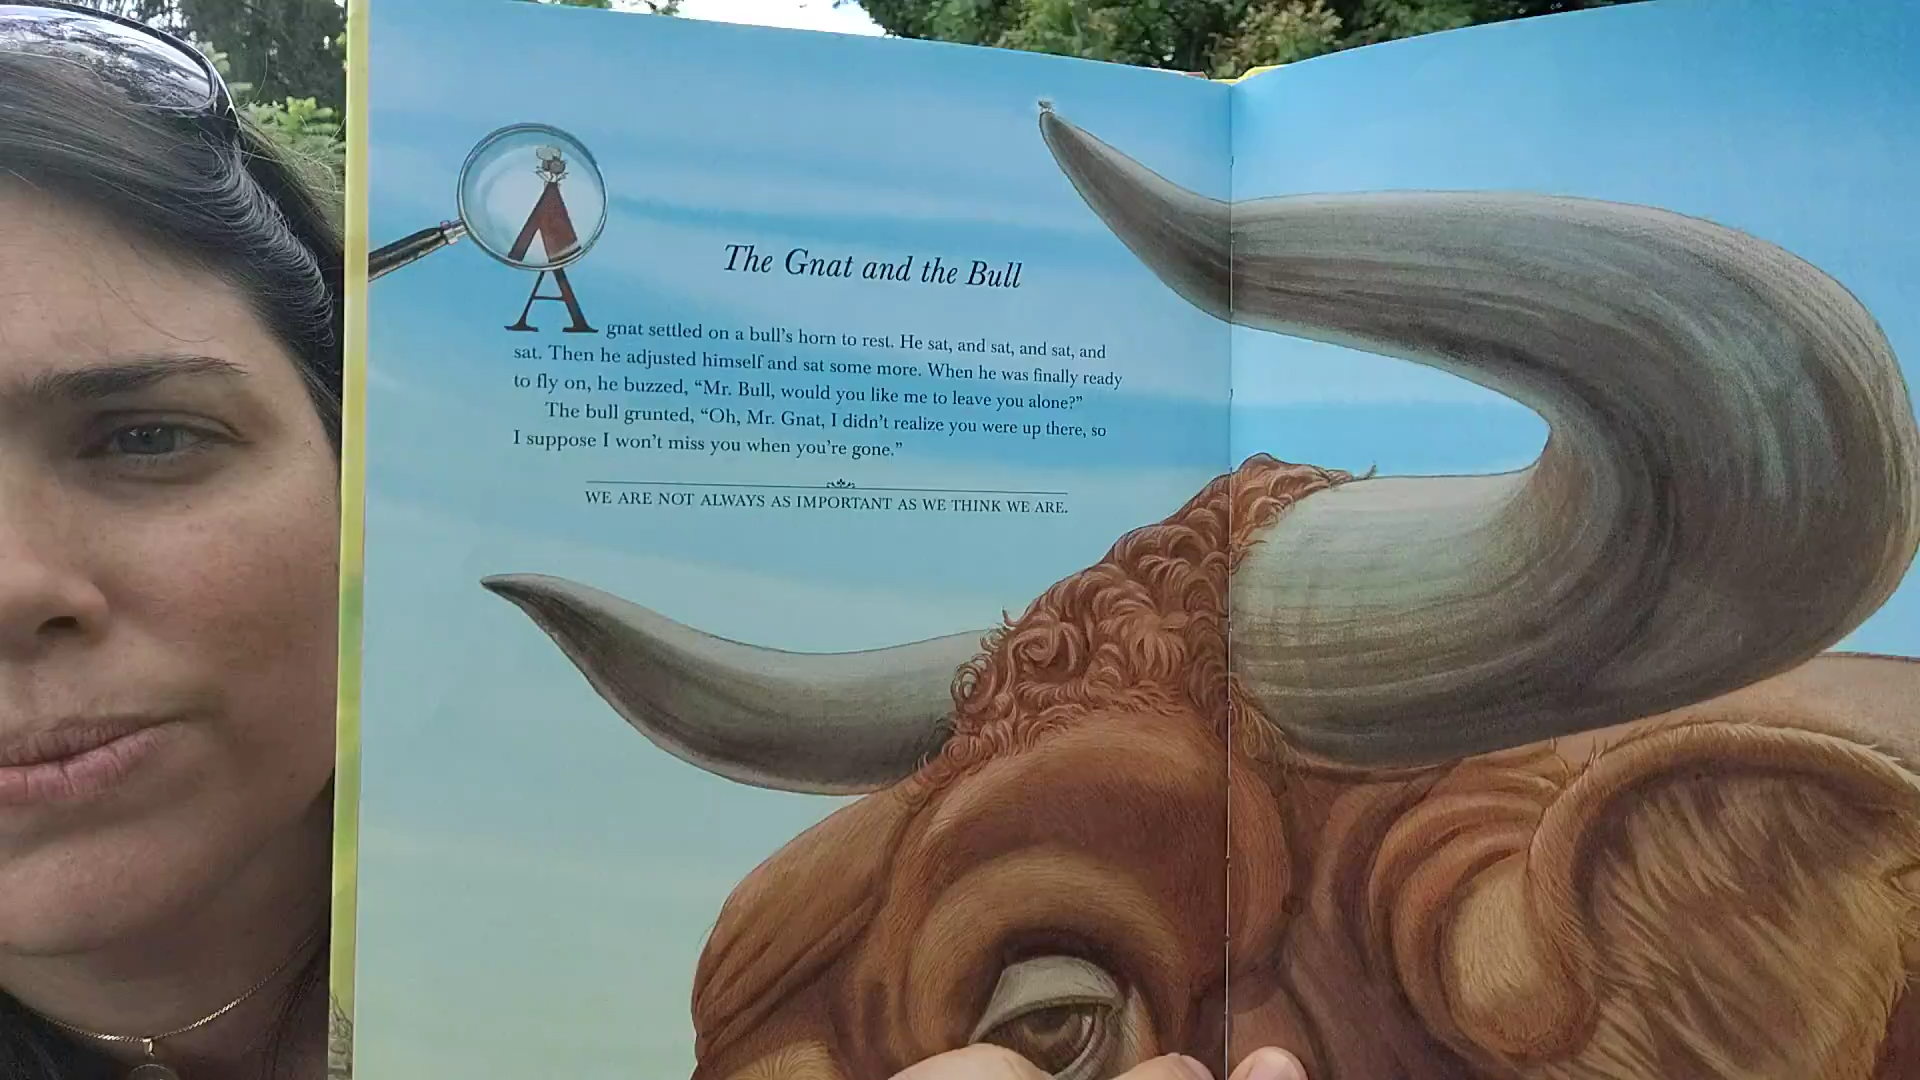 The Gnat and the Bull
A gnat settled on a bull's horn to rest. He sat, and sat, and sat, and
sat. Then he adjusted himself and sat some more. When he was finally ready
to fly on, he buzzed, “Mr. Bull, would you like me to leave you alone?”
The bull grunted, “Oh, Mr. Gnat, I didn't realize you were up there, so
I suppose I won't miss you when you're gone.”
WE ARE NOT ALWAYS AS IMPORTANT AS WE THINK WE ARE.